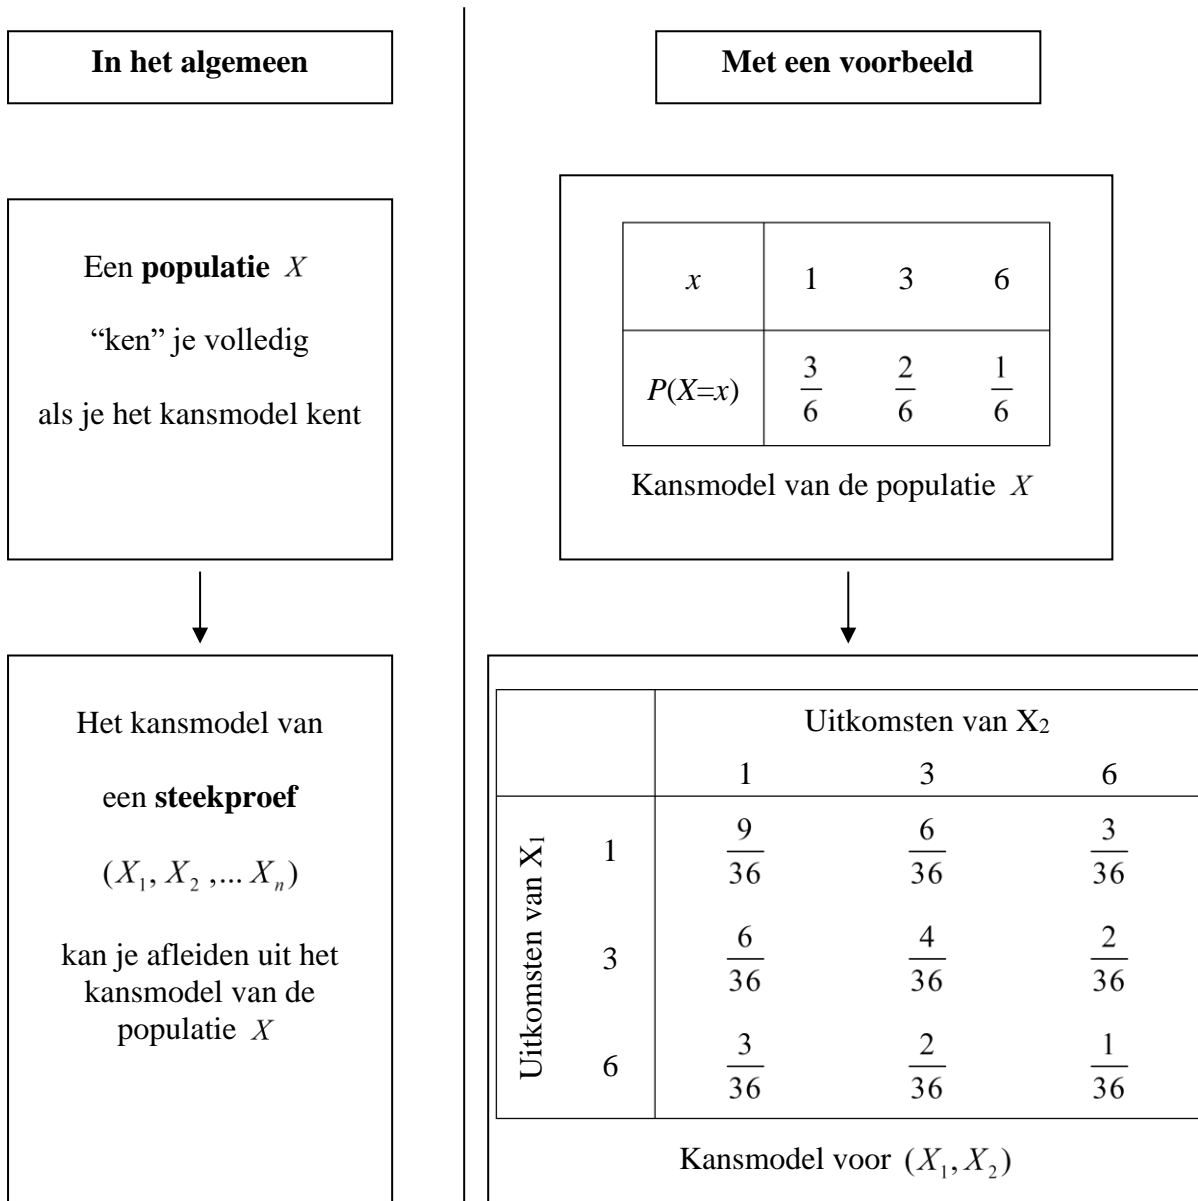 In het algemeen
Een populatie X
“ken” je volledig
als je het kansmodel kent
Het kansmodel van
een steekproef
(X₁, X₂ ,... Xₙ)
kan je afleiden uit het
kansmodel van de
populatie X
Met een voorbeeld
x 1 3 6
P(X=x) 3/6 2/6 1/6
Kansmodel van de populatie X
Uitkomsten van X₂
1 3 6
Uitkomsten van X₁
1 9/36 6/36 3/36
3 6/36 4/36 2/36
6 3/36 2/36 1/36
Kansmodel voor (X₁, X₂)